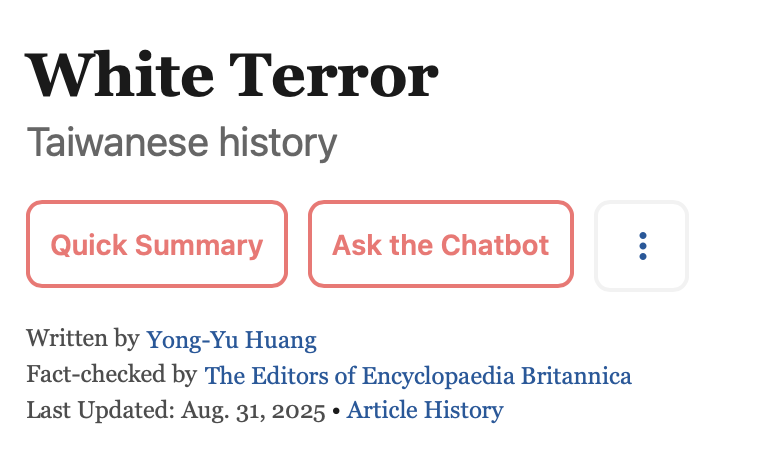 White Terror
Taiwanese history
Quick Summary Ask the Chatbot
Written by Yong-Yu Huang
Fact-checked by The Editors of Encyclopaedia Britannica
Last Updated: Aug. 31, 2025 • Article History